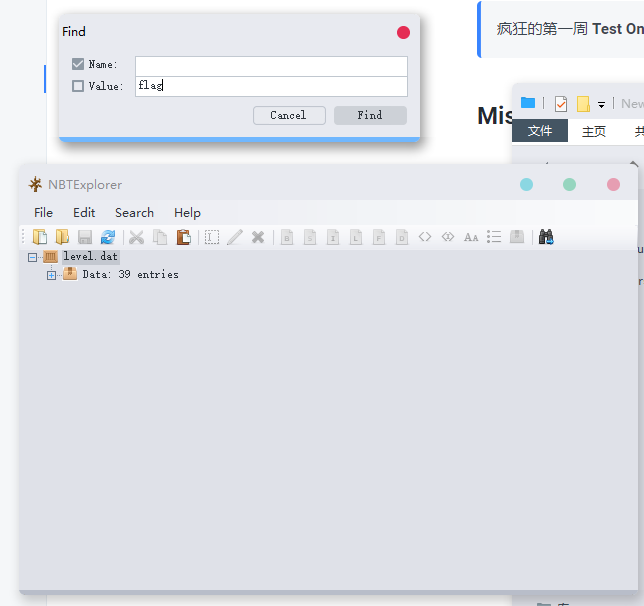 Find
Name:
Value: flag
Cancel Find
疯狂的第一周 Test On
Mis
New
文件 主页 共
NBTExplorer
File Edit Search Help
level.dat
Data: 39 entries